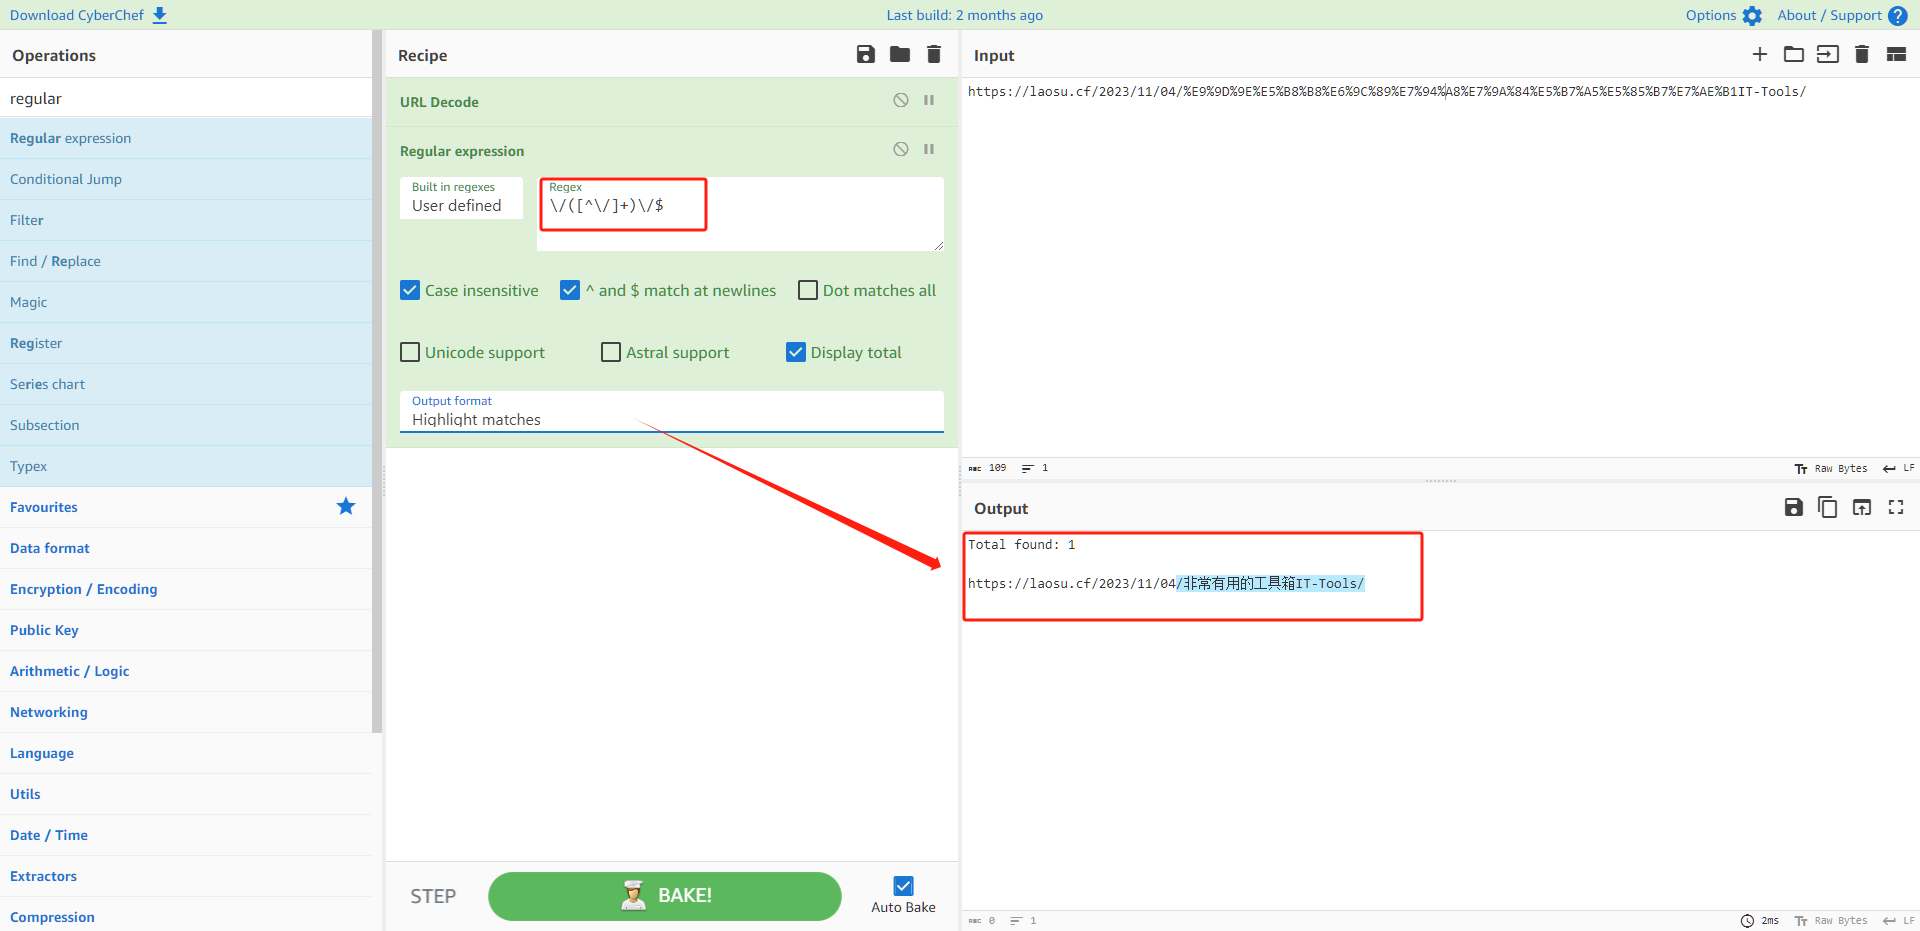 Download CyberChef
Last build: 2 months ago
Options
About / Support
Operations
regular
Regular expression
Conditional Jump
Filter
Find / Replace
Magic
Register
Series chart
Subsection
Typex
Favourites
Data format
Encryption / Encoding
Public Key
Arithmetic / Logic
Networking
Language
Utils
Date / Time
Extractors
Compression
Recipe
URL Decode
Regular expression
Built in regexes
User defined
Regex
\/([^\/]+)\/$
Case insensitive
^ and $ match at newlines
Dot matches all
Unicode support
Astral support
Display total
Output format
Highlight matches
STEP
BAKE!
Auto Bake
Input
https://laosu.cf/2023/11/04/%E9%9D%9E%E5%B8%B8%E6%9C%89%E7%94%A8%E7%9A%84%E5%B7%A5%E5%85%B7%E7%AE%B1IT-Tools/
ABC 109 1
Raw Bytes LF
Output
Total found: 1
https://laosu.cf/2023/11/04/非常有用的工具箱IT-Tools/
ABC 0 1
2ms Raw Bytes LF